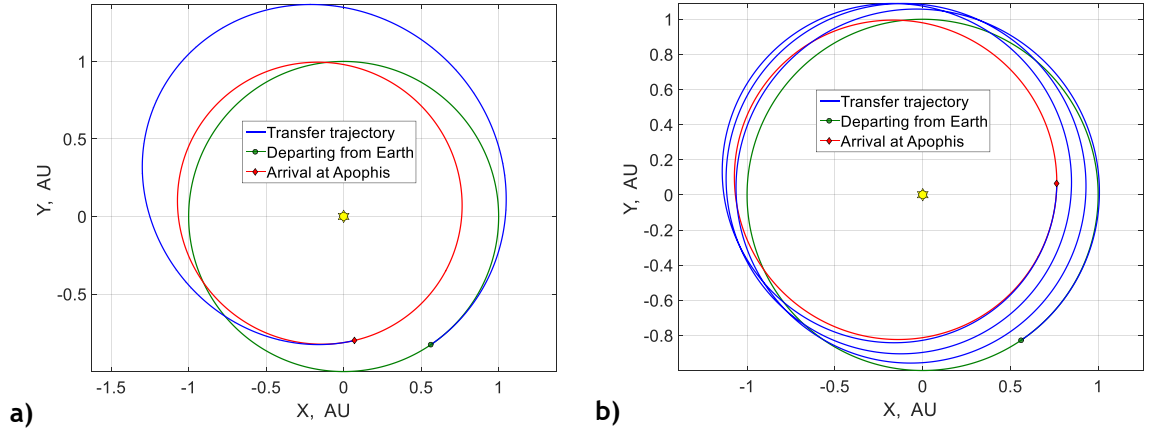 1
0.5
0
-0.5
Y, AU
-1.5
-1
-0.5
0
0.5
1
X, AU
Transfer trajectory
Departing from Earth
Arrival at Apophis
a)
1
0.8
0.6
0.4
0.2
0
-0.2
-0.4
-0.6
-0.8
Y, AU
-1
-0.5
0
0.5
1
X, AU
Transfer trajectory
Departing from Earth
Arrival at Apophis
b)